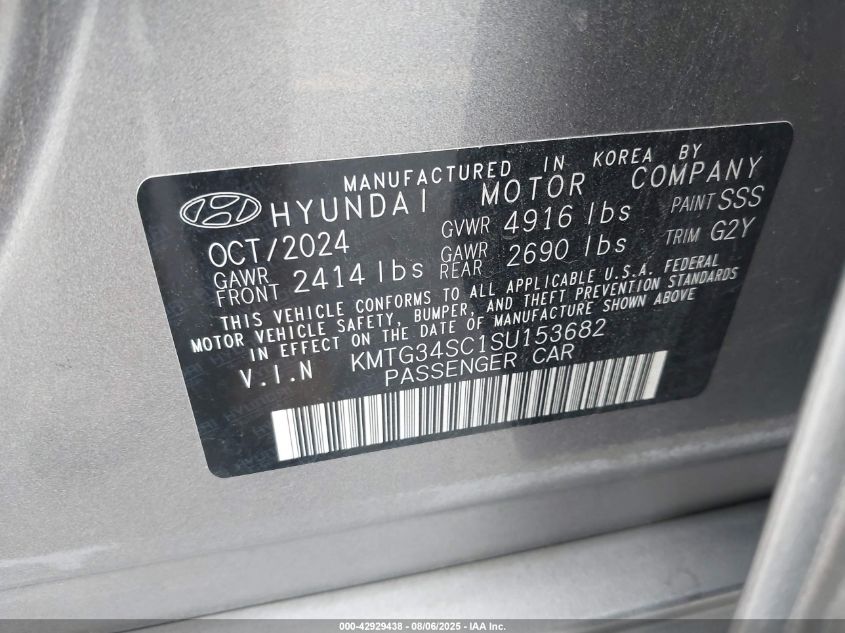 MANUFACTURED IN KOREA BY
HYUNDAI MOTOR COMPANY
OCT/2024 GVWR 4916 lbs PAINT SSS
GAWR FRONT 2414 lbs GAWR REAR 2690 lbs TRIM G2Y
THIS VEHICLE CONFORMS TO ALL APPLICABLE U.S.A. FEDERAL
MOTOR VEHICLE SAFETY, BUMPER, AND THEFT PREVENTION STANDARDS
IN EFFECT ON THE DATE OF MANUFACTURE SHOWN ABOVE
V.I.N KMTG34SC1SU153682
PASSENGER CAR
000-42929438 - 08/06/2025 - IAA Inc.